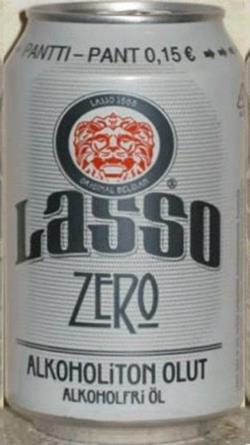 PANTTI – PANT 0,15 €
LASSO 1888
ORIGINAL BELGIAN
®
Lasso
ZERO
ALKOHOLITON OLUT
ALKOHOLFRI ÖL